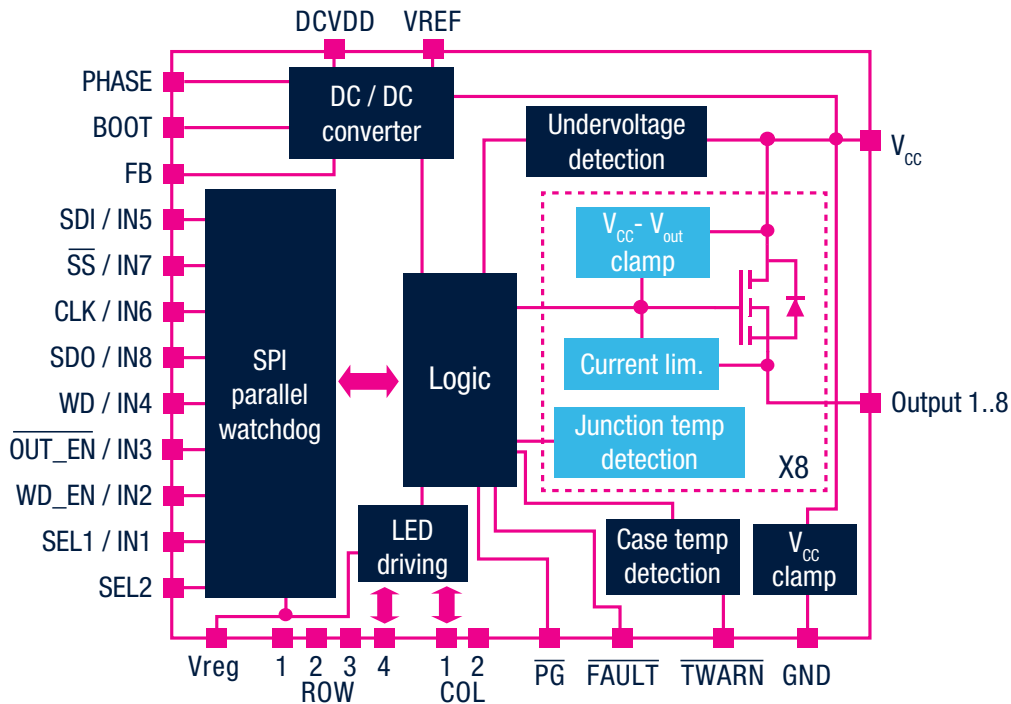 DCVDD
VREF
PHASE
BOOT
FB
SDI / IN5
SS / IN7
CLK / IN6
SDO / IN8
WD / IN4
OUT_EN / IN3
WD_EN / IN2
SEL1 / IN1
SEL2
DC / DC
converter
Undervoltage
detection
VCC
VCC- Vout
clamp
SPI
parallel
watchdog
Logic
Current lim.
Output 1..8
Junction temp
detection
X8
LED
driving
Case temp
detection
VCC
clamp
Vreg
1
2
3
4
ROW
1
2
COL
PG
FAULT
TWARN
GND